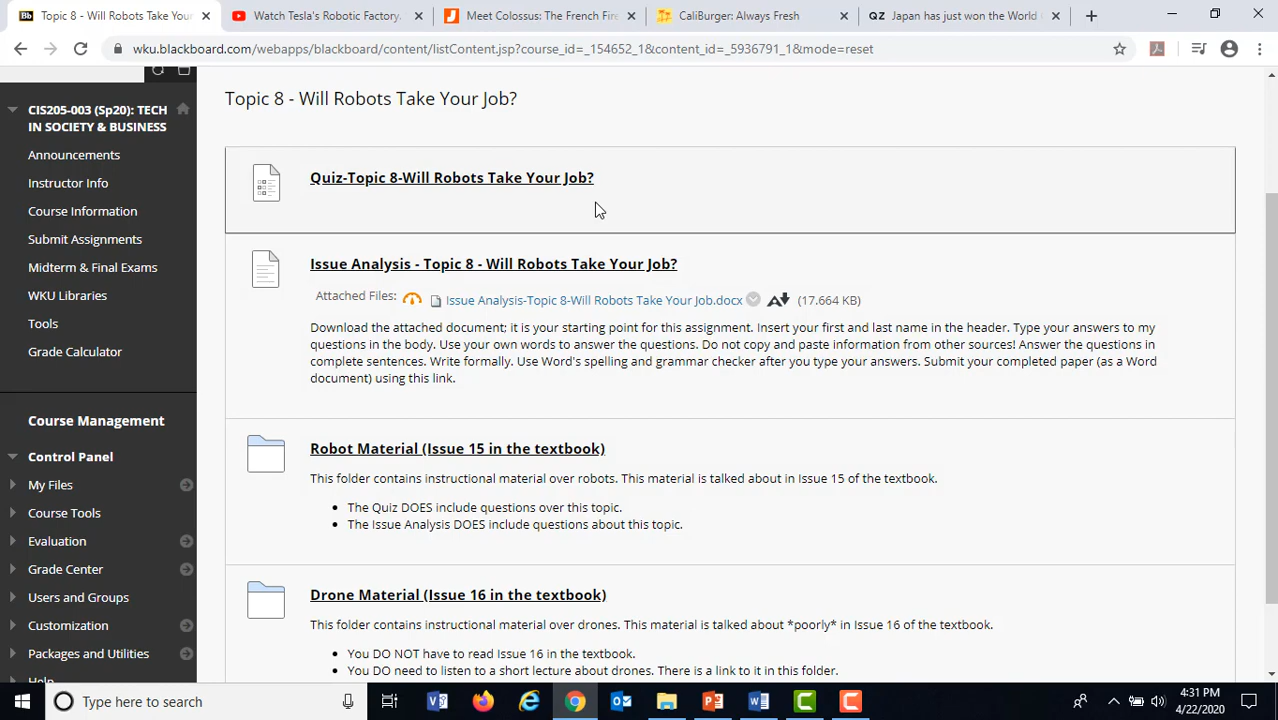 Topic 8 - Will Robots Take Your
Watch Tesla's Robotic Factory.
Meet Colossus: The French Fire
CaliBurger: Always Fresh
Japan has just won the World
wku.blackboard.com/webapps/blackboard/content/listContent.jsp?course_id=_154652_1&content_id=_5936791_1&mode=reset
CIS205-003 (Sp20): TECH
IN SOCIETY & BUSINESS
Announcements
Instructor Info
Course Information
Submit Assignments
Midterm & Final Exams
WKU Libraries
Tools
Grade Calculator
Course Management
Control Panel
My Files
Course Tools
Evaluation
Grade Center
Users and Groups
Customization
Packages and Utilities
Help
Topic 8 - Will Robots Take Your Job?
Quiz-Topic 8-Will Robots Take Your Job?
Issue Analysis - Topic 8 - Will Robots Take Your Job?
Attached Files: Issue Analysis-Topic 8-Will Robots Take Your Job.docx (17.664 KB)
Download the attached document; it is your starting point for this assignment. Insert your first and last name in the header. Type your answers to my
questions in the body. Use your own words to answer the questions. Do not copy and paste information from other sources! Answer the questions in
complete sentences. Write formally. Use Word's spelling and grammar checker after you type your answers. Submit your completed paper (as a Word
document) using this link.
Robot Material (Issue 15 in the textbook)
This folder contains instructional material over robots. This material is talked about in Issue 15 of the textbook.
• The Quiz DOES include questions over this topic.
• The Issue Analysis DOES include questions about this topic.
Drone Material (Issue 16 in the textbook)
This folder contains instructional material over drones. This material is talked about *poorly* in Issue 16 of the textbook.
• You DO NOT have to read Issue 16 in the textbook.
• You DO need to listen to a short lecture about drones. There is a link to it in this folder.
Type here to search
4:31 PM
4/22/2020